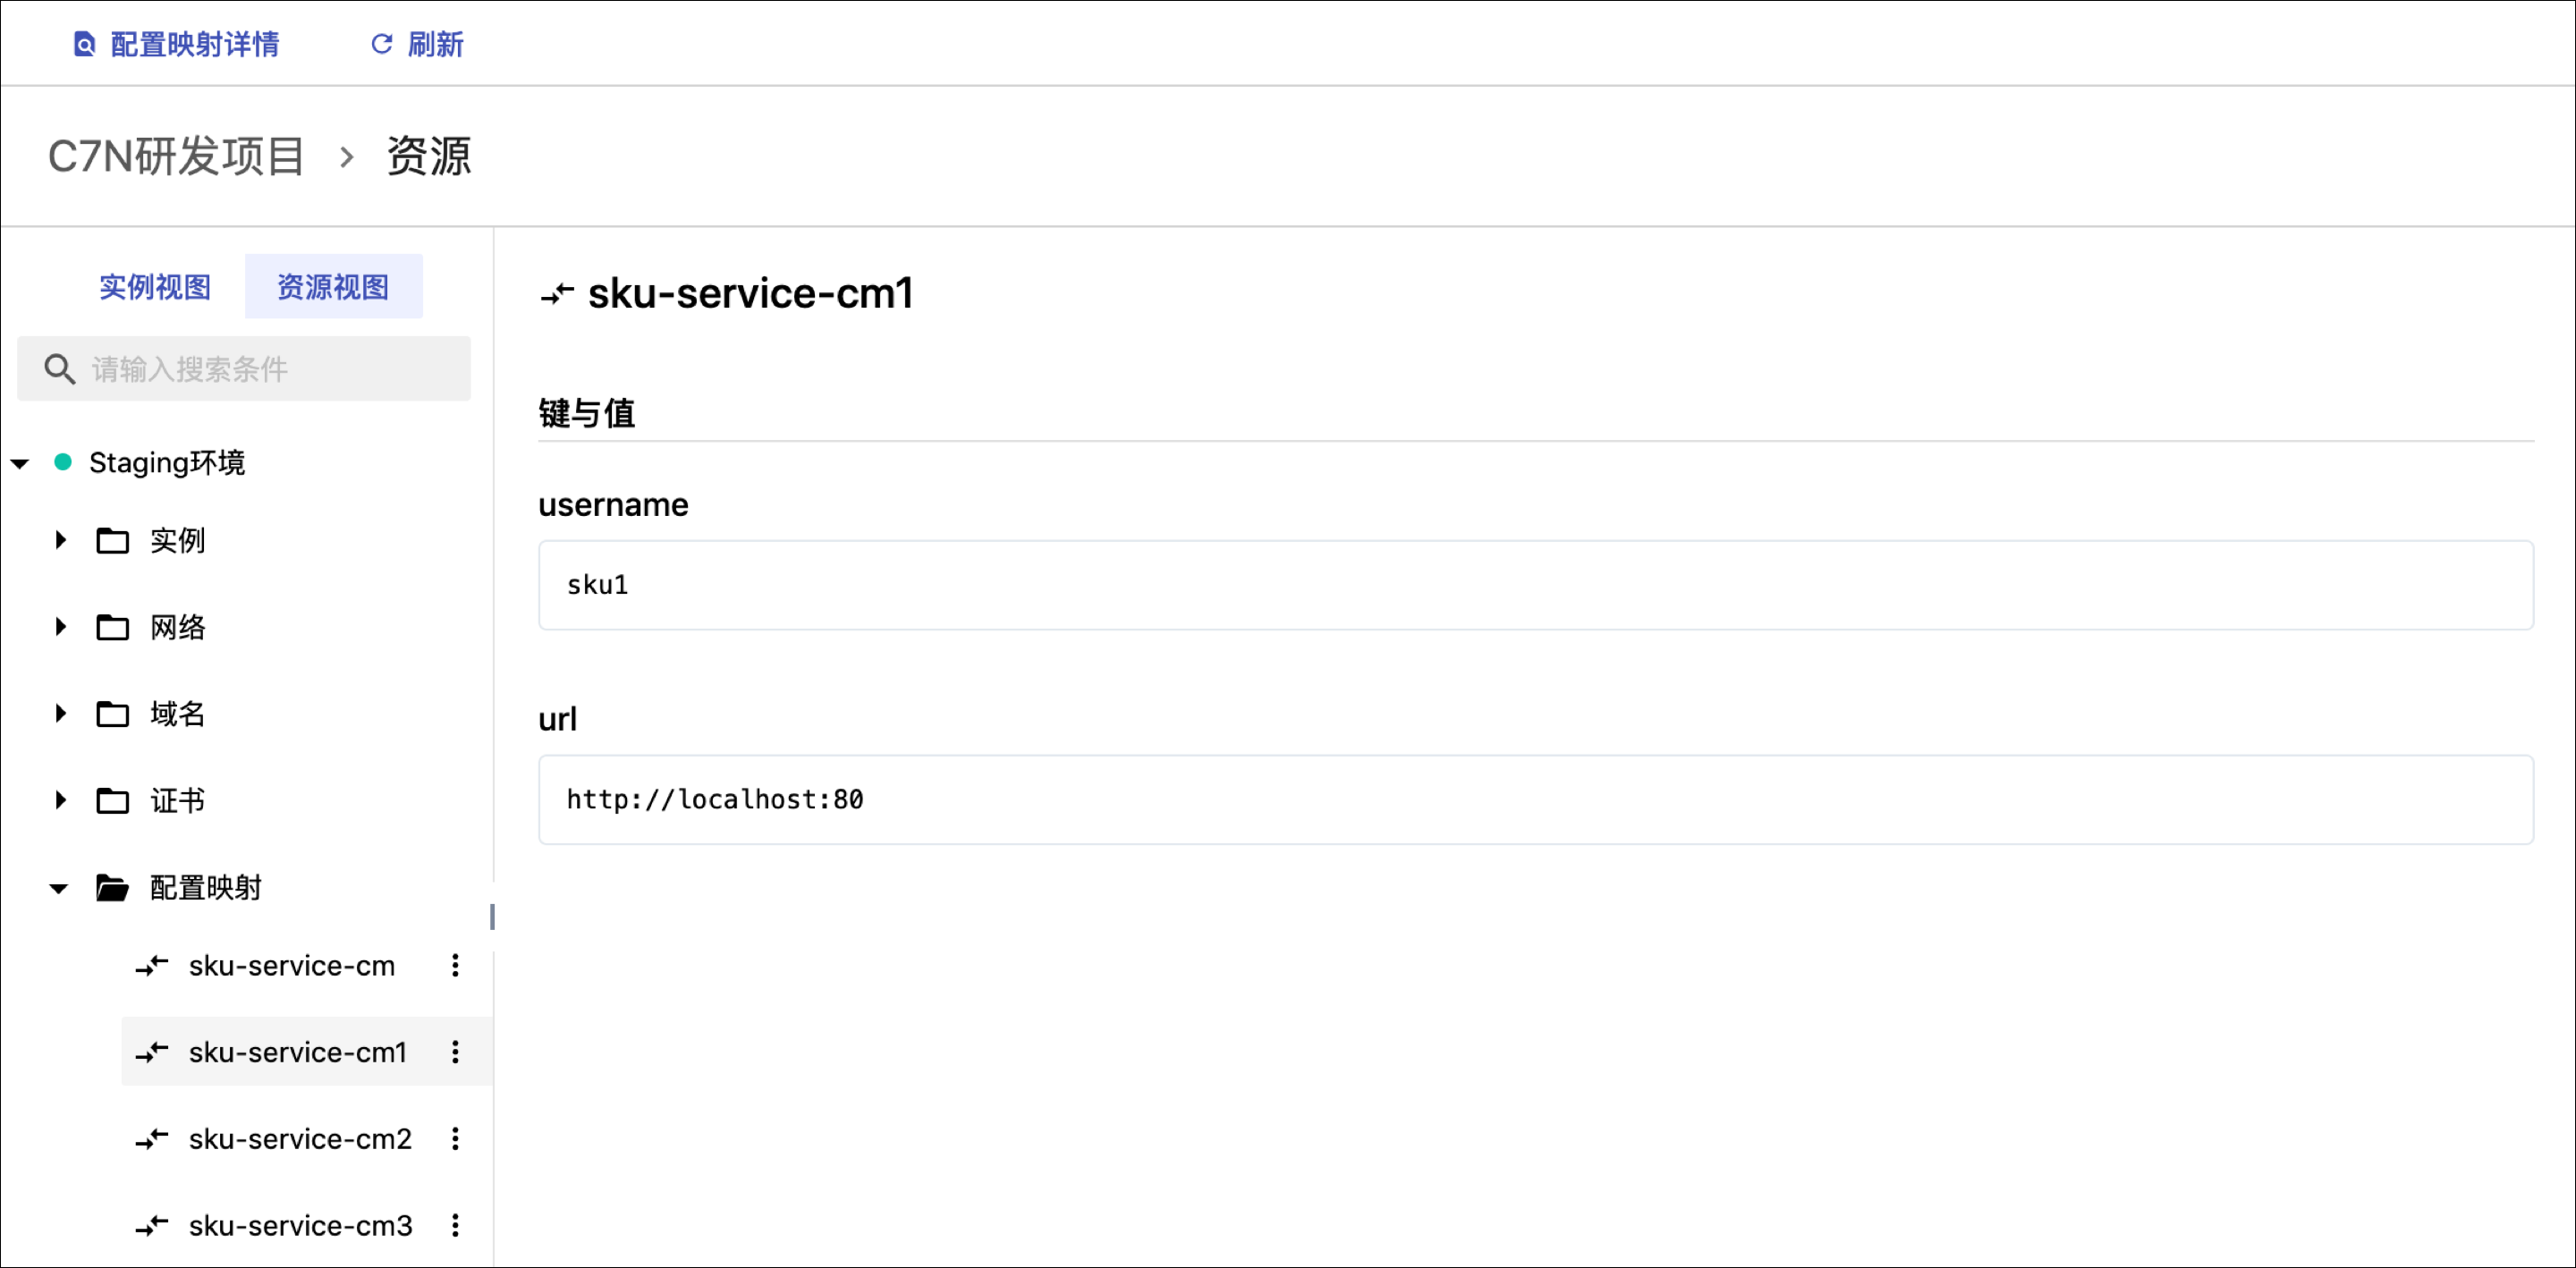 配置映射详情 刷新
C7N研发项目 › 资源
实例视图 资源视图
请输入搜索条件
Staging环境
实例
网络
域名
证书
配置映射
sku-service-cm
sku-service-cm1
sku-service-cm2
sku-service-cm3
sku-service-cm1
键与值
username
sku1
url
http://localhost:80